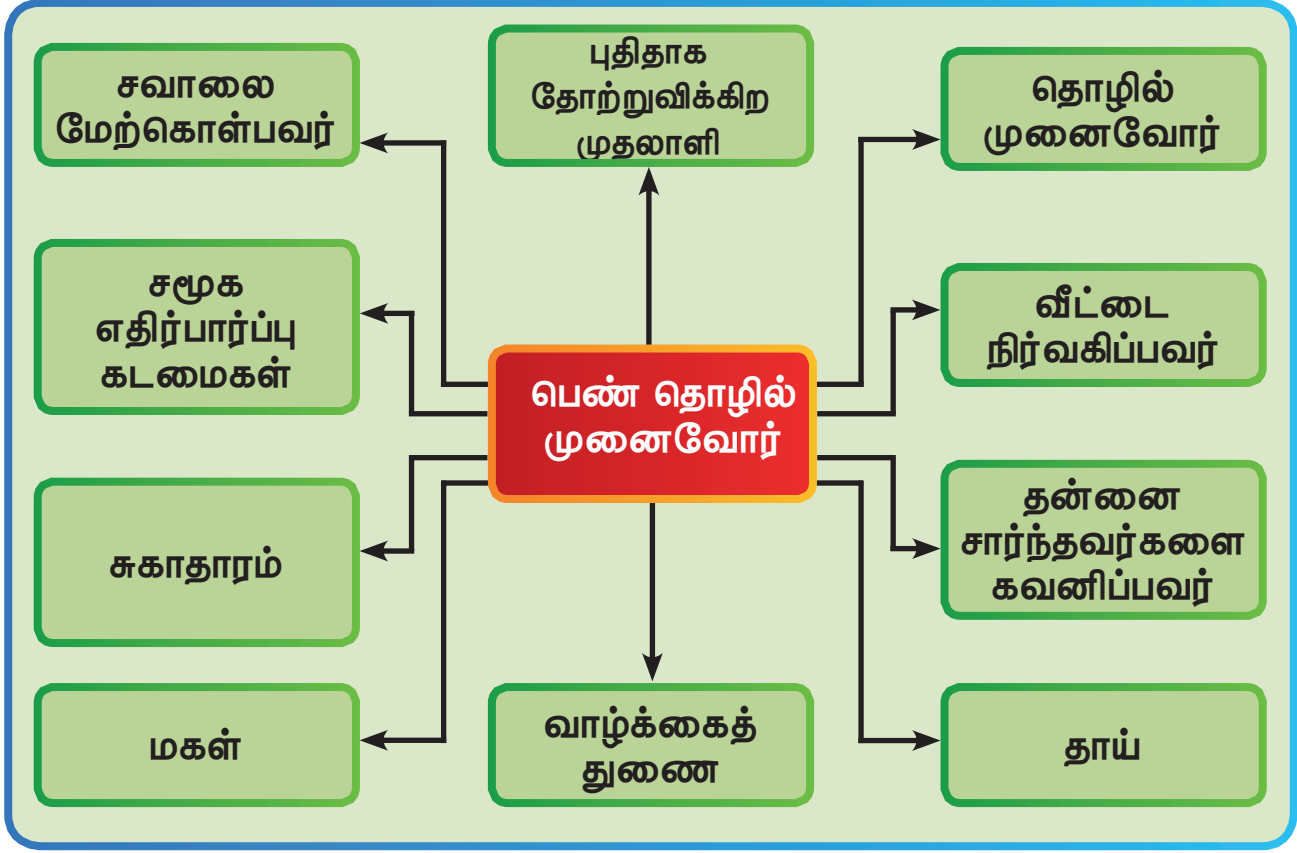 சவாலை
மேற்கொள்பவர்
புதிதாக
தோற்றுவிக்கிற
முதலாளி
தொழில்
முனைவோர்
சமூக
எதிர்பார்ப்பு
கடமைகள்
வீட்டை
நிர்வகிப்பவர்
பெண் தொழில்
முனைவோர்
சுகாதாரம்
தன்னை
சார்ந்தவர்களை
கவனிப்பவர்
மகள்
வாழ்க்கைத்
துணை
தாய்